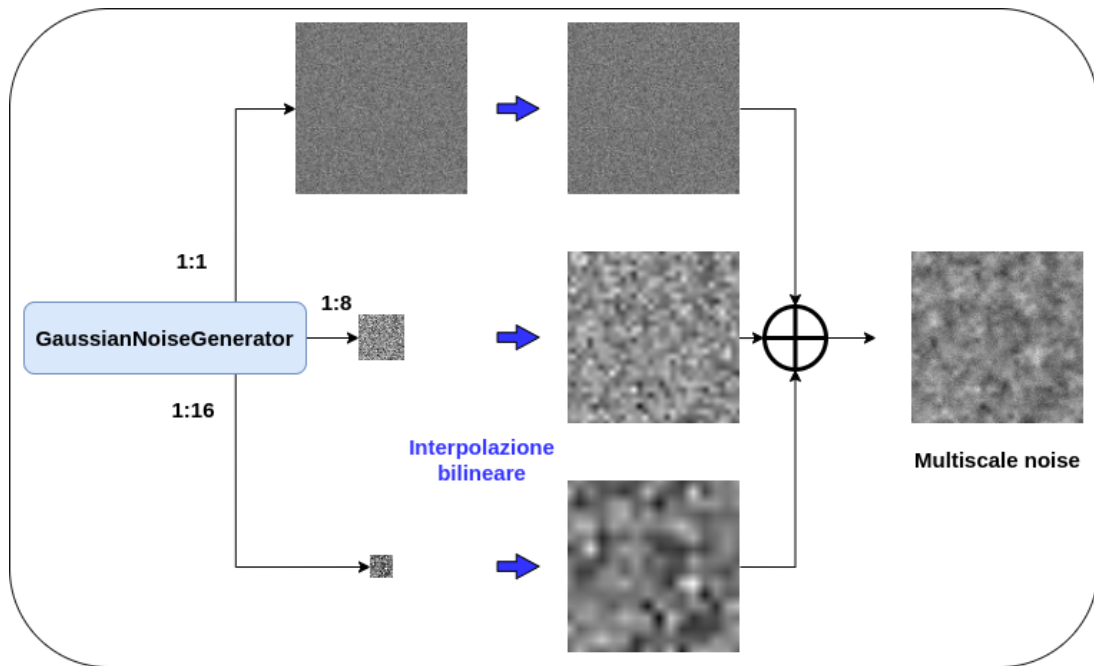 1:1
1:8
GaussianNoiseGenerator
1:16
Interpolazione
bilineare
Multiscale noise